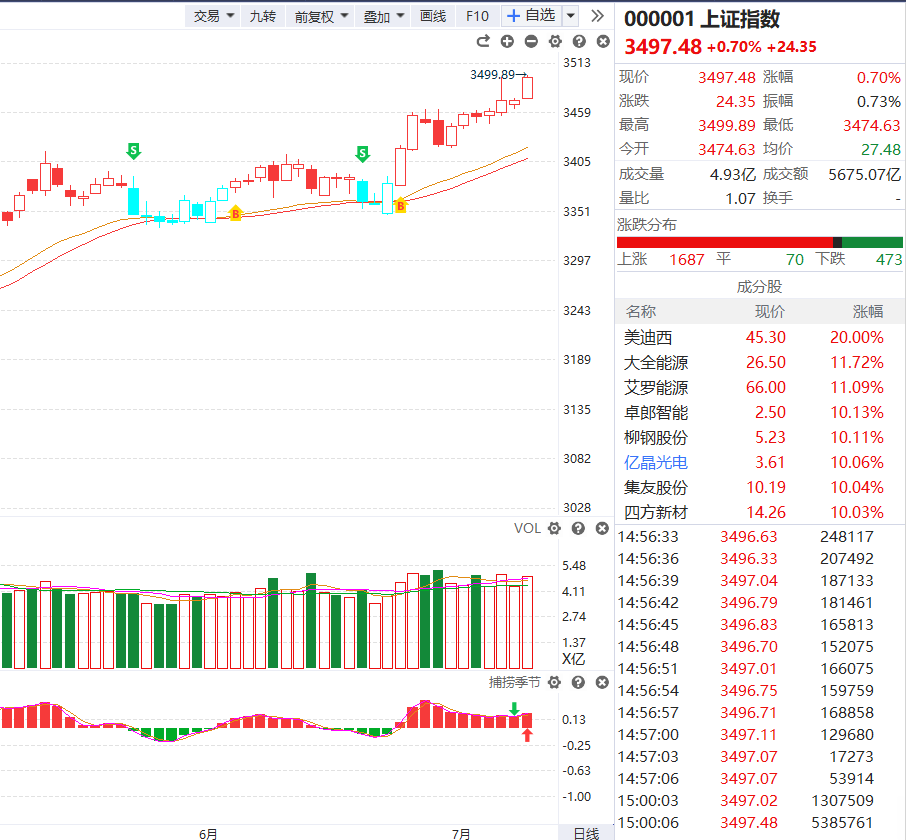 交易 九转 前复权 叠加 画线 F10 +自选
3499.89→
3513
3459
3405
3351
3297
3243
3189
3135
3082
3028
S
S
B
B
VOL
5.48
4.11
2.74
1.37
X亿
捕捞季节
0.13
-0.25
-0.63
-1.00
6月 7月 日线
000001 上证指数
3497.48 +0.70% +24.35
现价 3497.48 涨幅 0.70%
涨跌 24.35 振幅 0.73%
最高 3499.89 最低 3474.63
今开 3474.63 均价 27.48
成交量 4.93亿 成交额 5675.07亿
量比 1.07 换手 -
涨跌分布
上涨 1687 平 70 下跌 473
成分股
名称 现价 涨幅
美迪西 45.30 20.00%
大全能源 26.50 11.72%
艾罗能源 66.00 11.09%
卓郎智能 2.50 10.13%
柳钢股份 5.23 10.11%
亿晶光电 3.61 10.06%
集友股份 10.19 10.04%
四方新材 14.26 10.03%
14:56:33 3496.63 248117
14:56:36 3496.33 207492
14:56:39 3497.04 187133
14:56:42 3496.79 181461
14:56:45 3496.83 165813
14:56:48 3496.70 152075
14:56:51 3497.01 166075
14:56:54 3496.75 159759
14:56:57 3496.71 168858
14:57:00 3497.11 129680
14:57:03 3497.07 17273
14:57:06 3497.07 53914
15:00:03 3497.02 1307509
15:00:06 3497.48 5385761